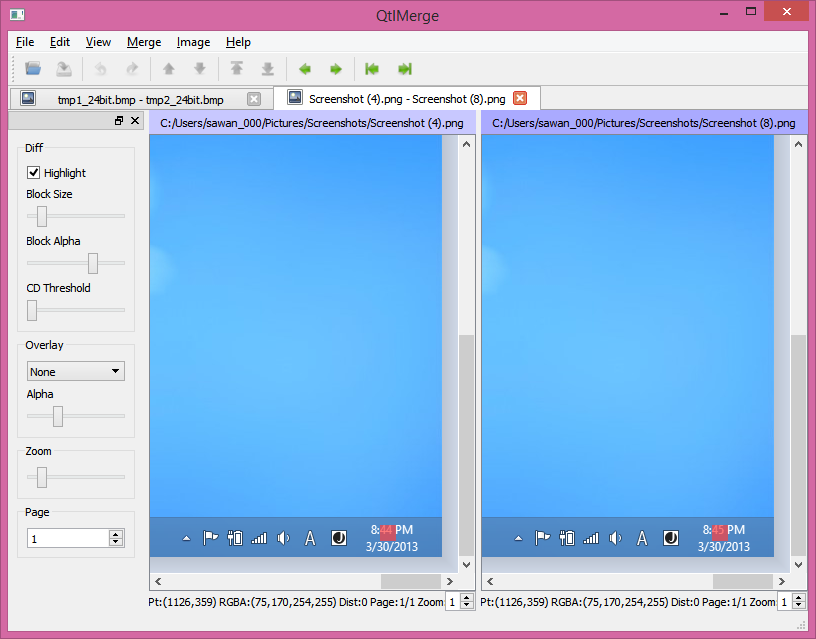 QtIMerge
File Edit View Merge Image Help
tmp1_24bit.bmp - tmp2_24bit.bmp
Screenshot (4).png - Screenshot (8).png
C:/Users/sawan_000/Pictures/Screenshots/Screenshot (4).png
C:/Users/sawan_000/Pictures/Screenshots/Screenshot (8).png
Diff
Highlight
Block Size
Block Alpha
CD Threshold
Overlay
None
Alpha
Zoom
Page
1
A
8:44 PM
3/30/2013
A
8:45 PM
3/30/2013
Pt:(1126,359) RGBA:(75,170,254,255) Dist:0 Page:1/1 Zoom: 1
Pt:(1126,359) RGBA:(75,170,254,255) Dist:0 Page:1/1 Zoom: 1